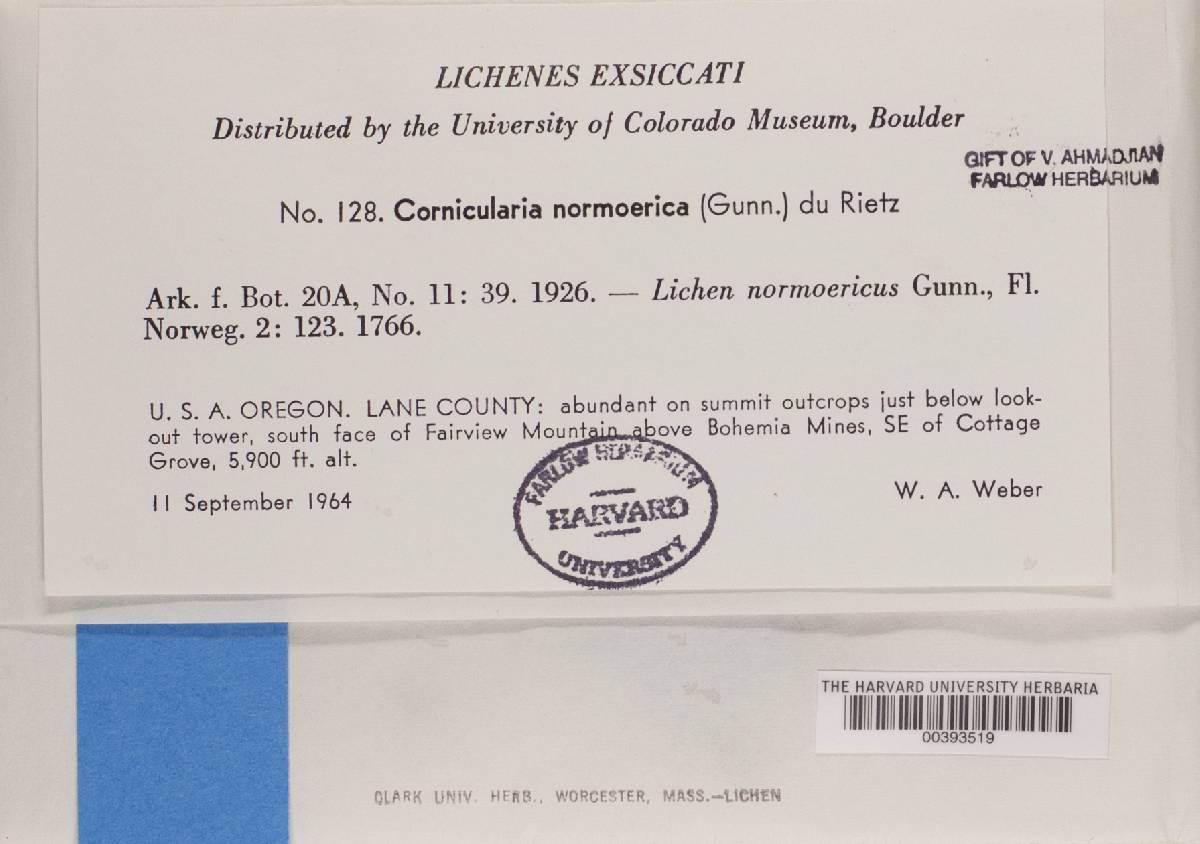 LICHENES EXSICCATI
Distributed by the University of Colorado Museum, Boulder
GIFT OF V. AHMADJIAN
FARLOW HERBARIUM
No. 128. Cornicularia normoerica (Gunn.) du Rietz
Ark. f. Bot. 20A, No. 11: 39. 1926. — Lichen normoericus Gunn., Fl.
Norweg. 2: 123. 1766.
U. S. A. OREGON. LANE COUNTY: abundant on summit outcrops just below look-
out tower, south face of Fairview Mountain above Bohemia Mines, SE of Cottage
Grove, 5,900 ft. alt.
11 September 1964
W. A. Weber
FARLOW HERBARIUM
HARVARD
UNIVERSITY
THE HARVARD UNIVERSITY HERBARIA
00393519
CLARK UNIV. HERB., WORCESTER, MASS.—LICHEN